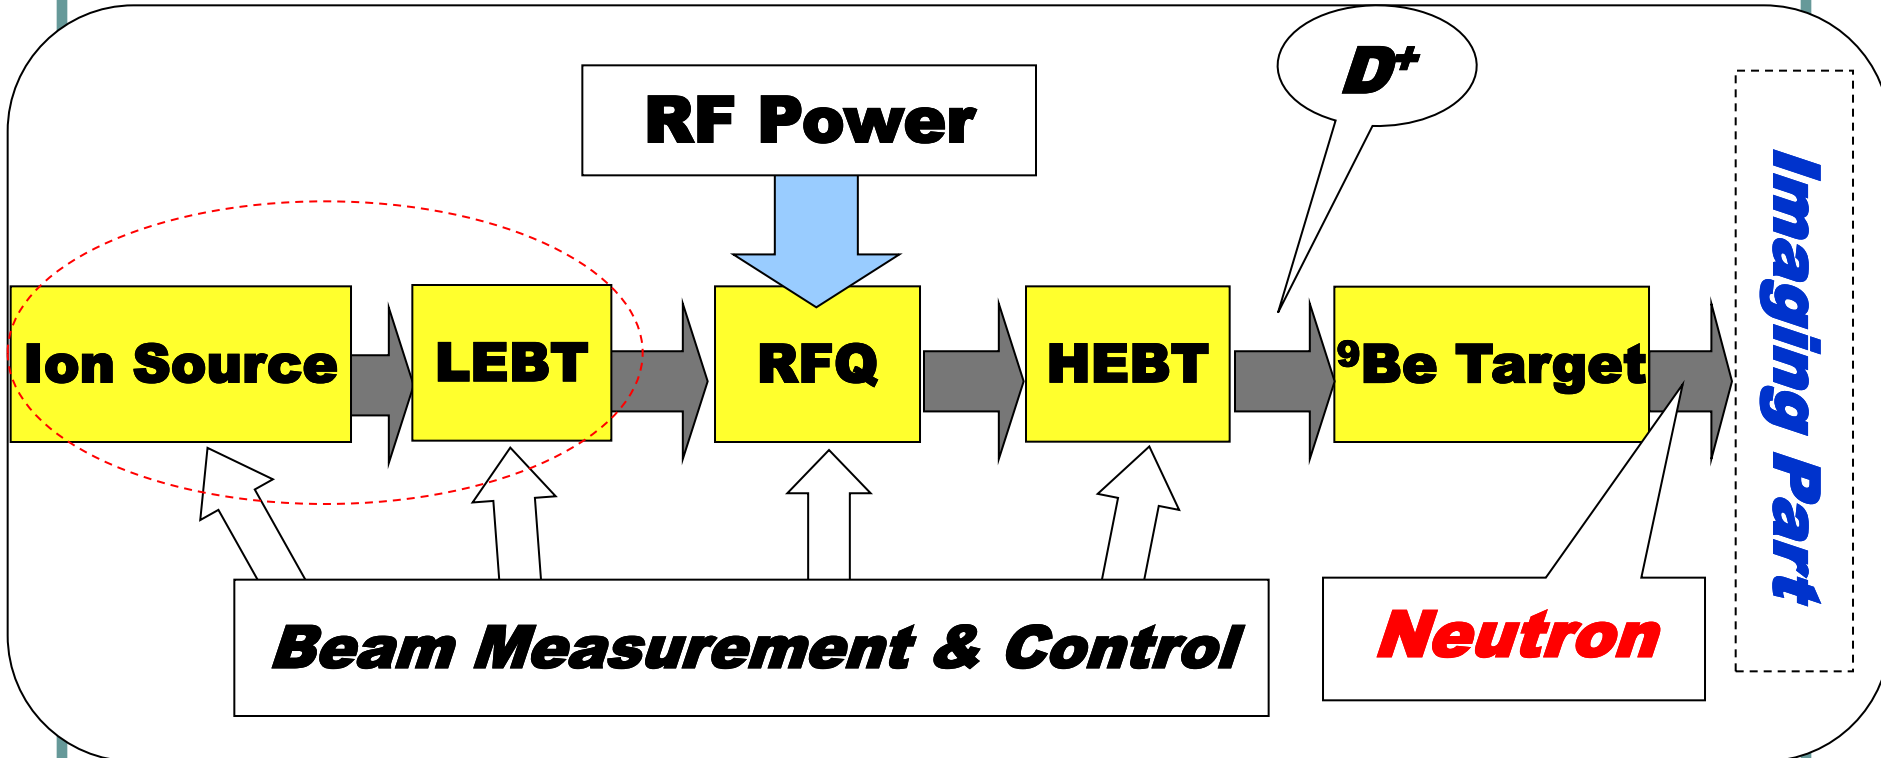 D⁺
RF Power
Ion Source
LEBT
RFQ
HEBT
⁹Be Target
Imaging Part
Beam Measurement & Control
Neutron